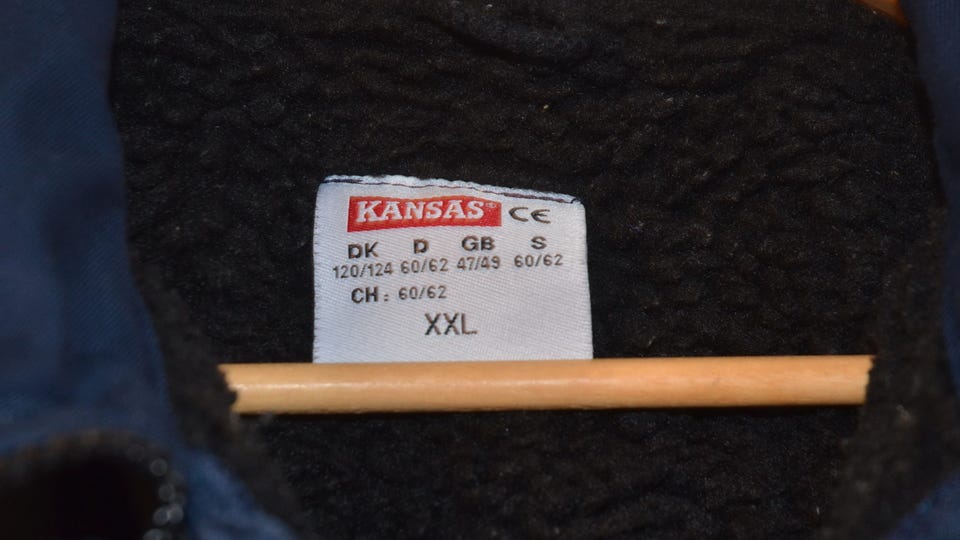 KANSAS® CE
DK D GB S
120/124 60/62 47/49 60/62
CH: 60/62
XXL